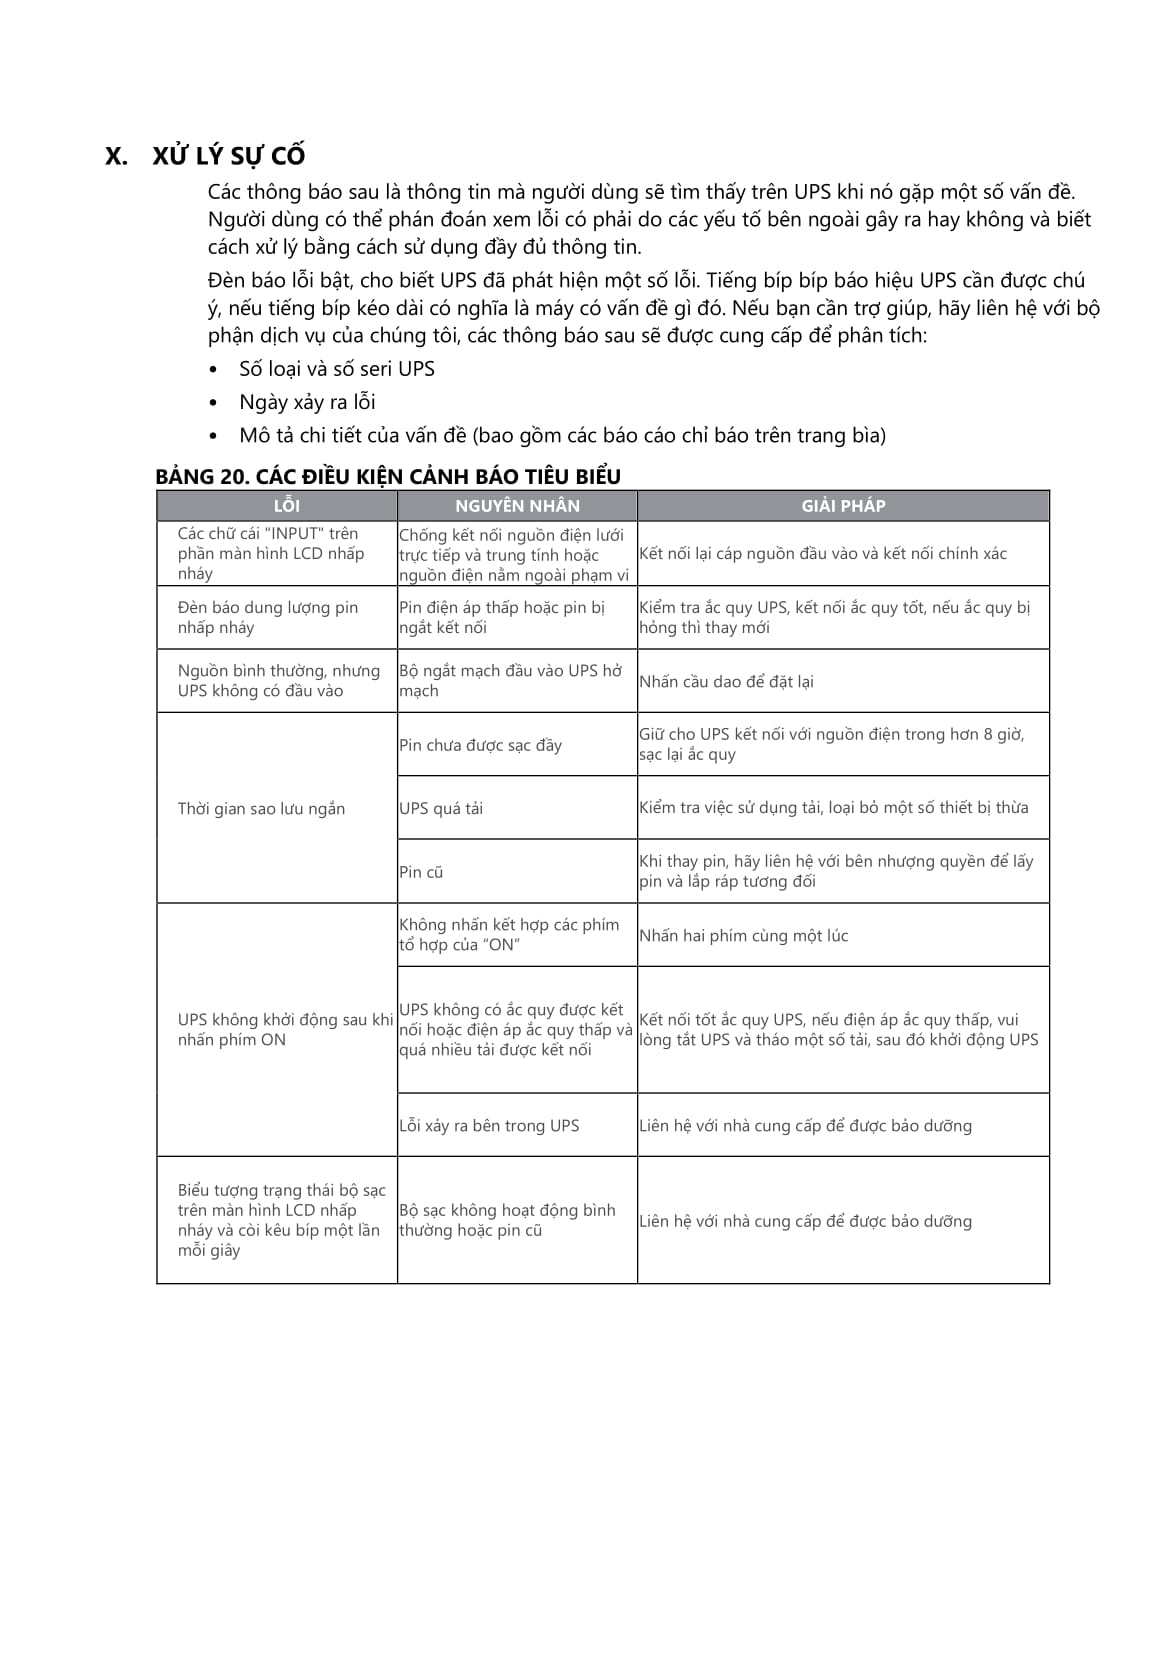 X. XỬ LÝ SỰ CỐ
Các thông báo sau là thông tin mà người dùng sẽ tìm thấy trên UPS khi nó gặp một số vấn đề.
Người dùng có thể phán đoán xem lỗi có phải do các yếu tố bên ngoài gây ra hay không và biết
cách xử lý bằng cách sử dụng đầy đủ thông tin.
Đèn báo lỗi bật, cho biết UPS đã phát hiện một số lỗi. Tiếng bíp bíp báo hiệu UPS cần được chú
ý, nếu tiếng bíp kéo dài có nghĩa là máy có vấn đề gì đó. Nếu bạn cần trợ giúp, hãy liên hệ với bộ
phận dịch vụ của chúng tôi, các thông báo sau sẽ được cung cấp để phân tích:
• Số loại và số seri UPS
• Ngày xảy ra lỗi
• Mô tả chi tiết của vấn đề (bao gồm các báo cáo chỉ báo trên trang bìa)
BẢNG 20. CÁC ĐIỀU KIỆN CẢNH BÁO TIÊU BIỂU
LỖI NGUYÊN NHÂN GIẢI PHÁP
Các chữ cái "INPUT" trên
phần màn hình LCD nhấp
nháy
Chống kết nối nguồn điện lưới
trực tiếp và trung tính hoặc
nguồn điện nằm ngoài phạm vi
Kết nối lại cáp nguồn đầu vào và kết nối chính xác
Đèn báo dung lượng pin
nhấp nháy
Pin điện áp thấp hoặc pin bị
ngắt kết nối
Kiểm tra ắc quy UPS, kết nối ắc quy tốt, nếu ắc quy bị
hỏng thì thay mới
Nguồn bình thường, nhưng
UPS không có đầu vào
Bộ ngắt mạch đầu vào UPS hở
mạch
Nhấn cầu dao để đặt lại
Thời gian sao lưu ngắn
Pin chưa được sạc đầy
Giữ cho UPS kết nối với nguồn điện trong hơn 8 giờ,
sạc lại ắc quy
UPS quá tải
Kiểm tra việc sử dụng tải, loại bỏ một số thiết bị thừa
Pin cũ
Khi thay pin, hãy liên hệ với bên nhượng quyền để lấy
pin và lắp ráp tương đối
UPS không khởi động sau khi
nhấn phím ON
Không nhấn kết hợp các phím
tổ hợp của “ON”
Nhấn hai phím cùng một lúc
UPS không có ắc quy được kết
nối hoặc điện áp ắc quy thấp và
quá nhiều tải được kết nối
Kết nối tốt ắc quy UPS, nếu điện áp ắc quy thấp, vui
lòng tắt UPS và tháo một số tải, sau đó khởi động UPS
Lỗi xảy ra bên trong UPS
Liên hệ với nhà cung cấp để được bảo dưỡng
Biểu tượng trạng thái bộ sạc
trên màn hình LCD nhấp
nháy và còi kêu bíp một lần
mỗi giây
Bộ sạc không hoạt động bình
thường hoặc pin cũ
Liên hệ với nhà cung cấp để được bảo dưỡng